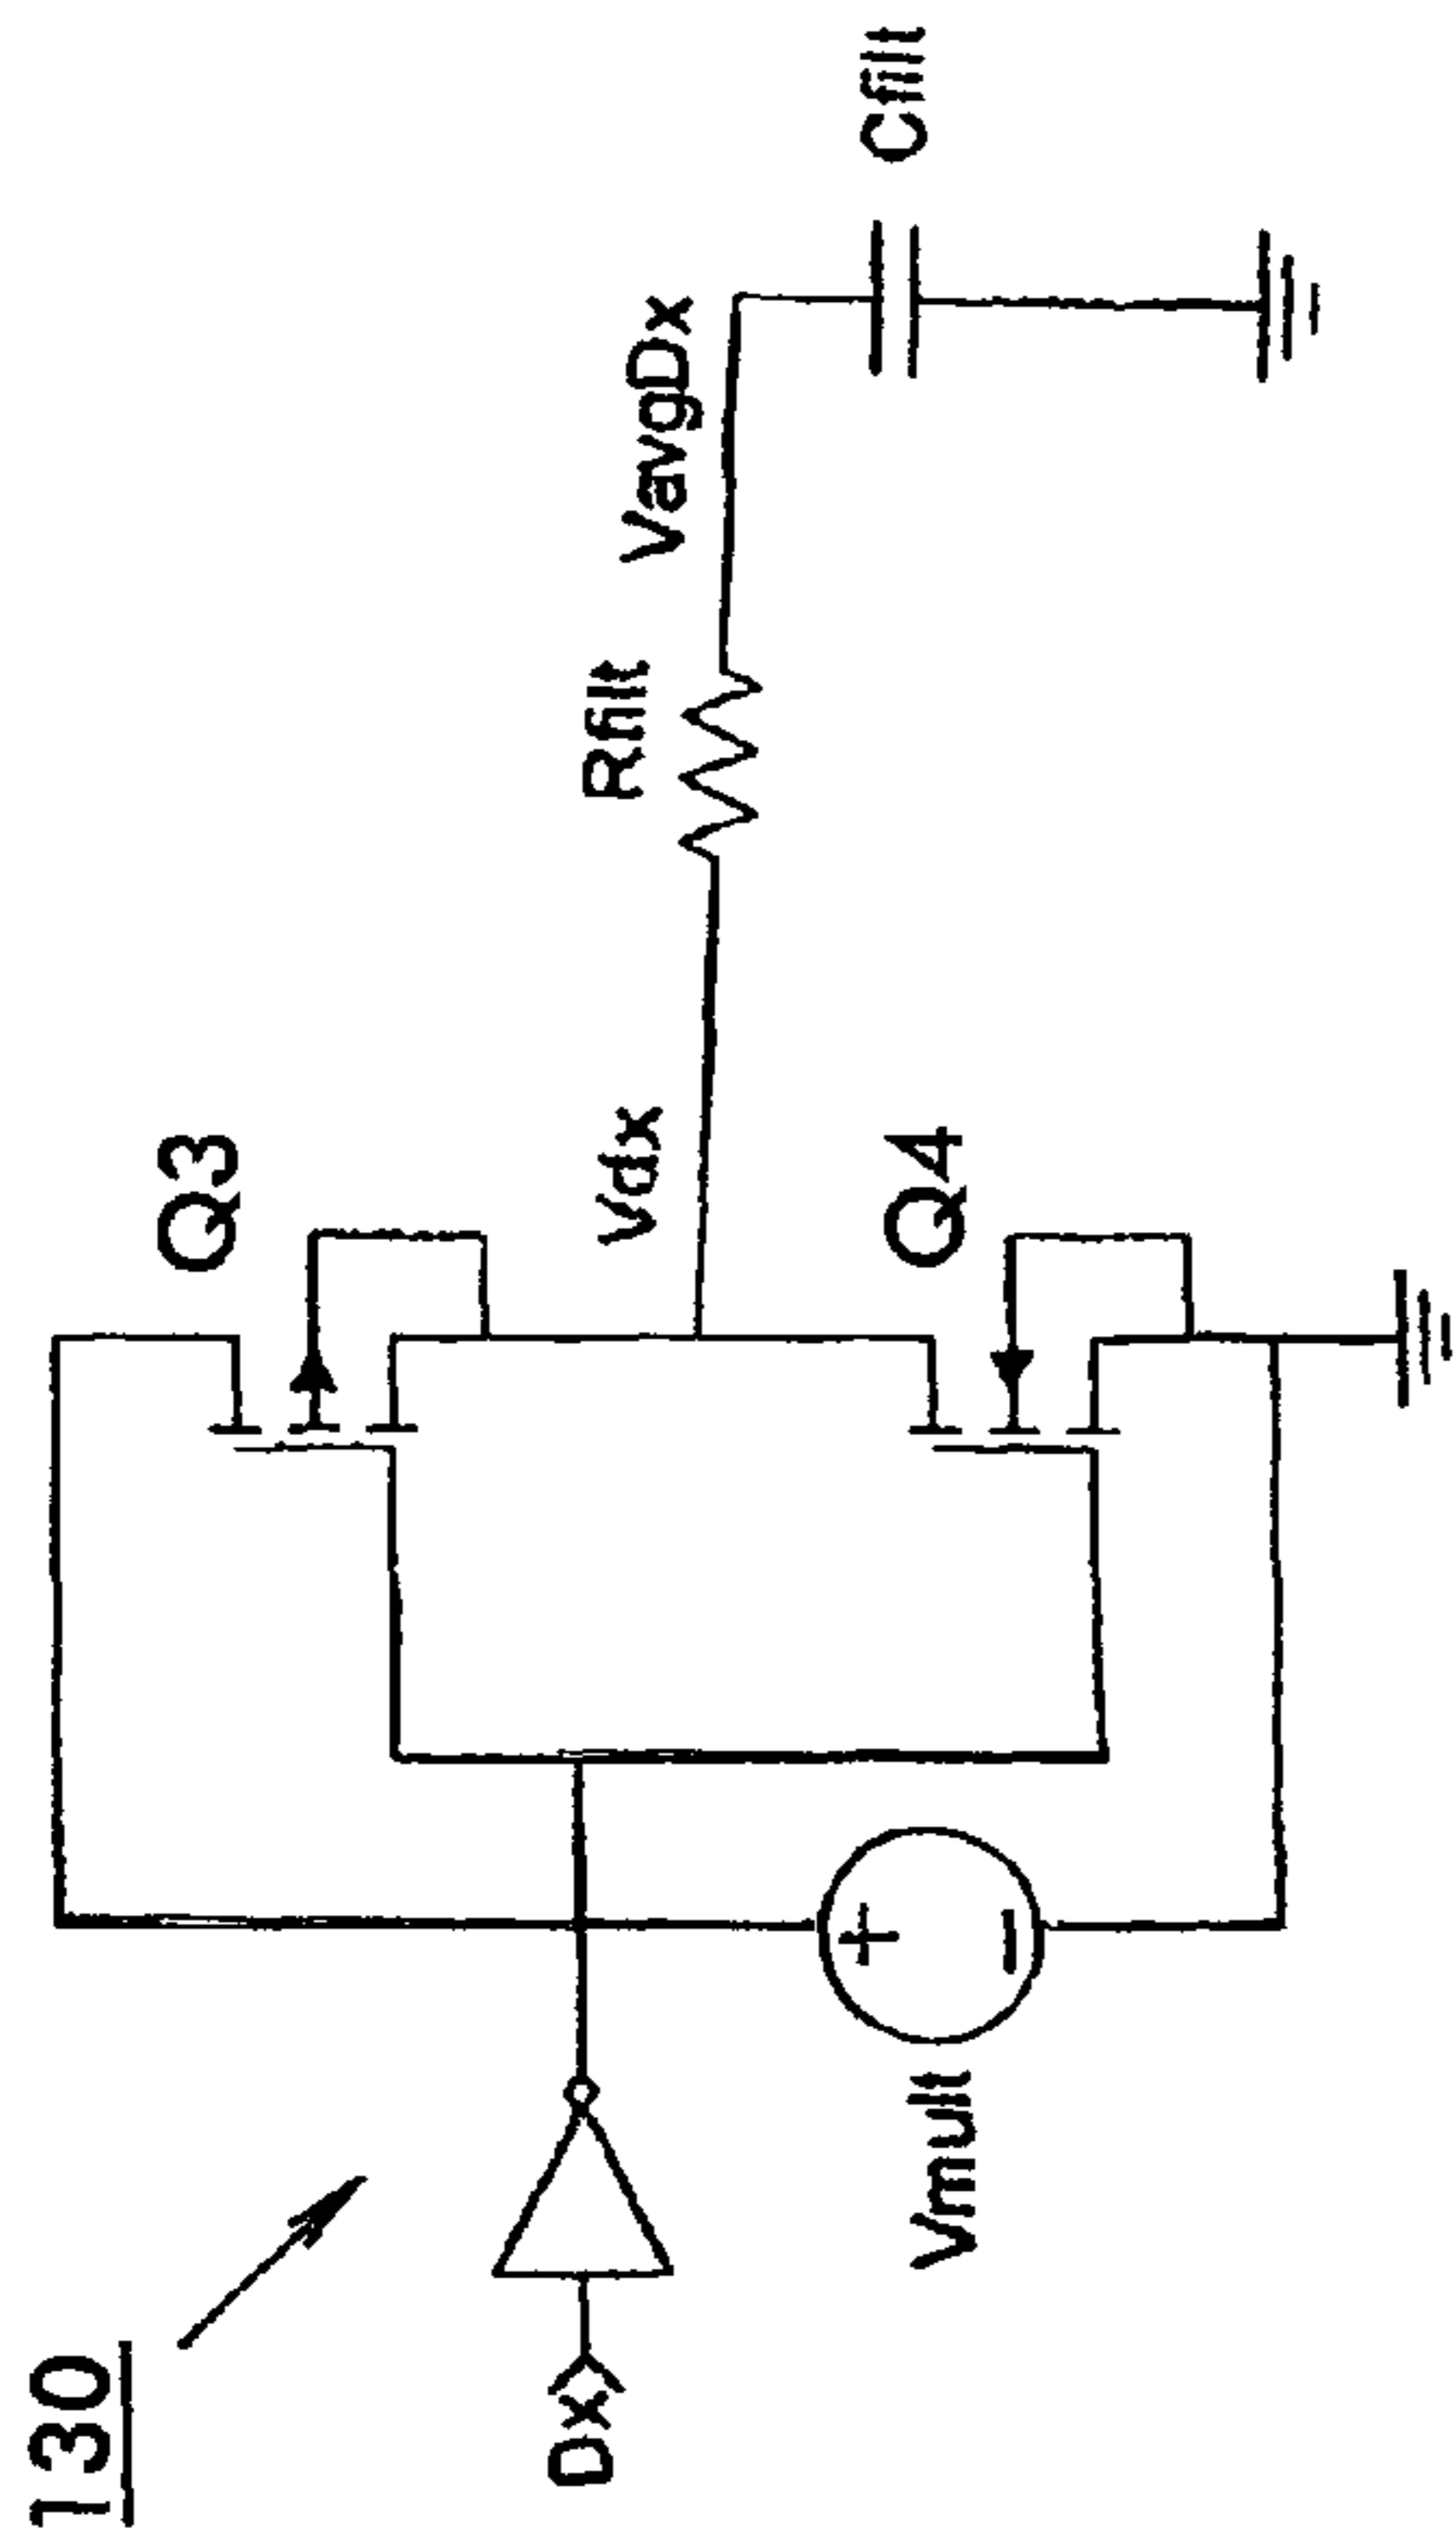 130
Dx
Vmult
Q3
Q4
Vdx
Rfilt
VavgDx
Cfilt